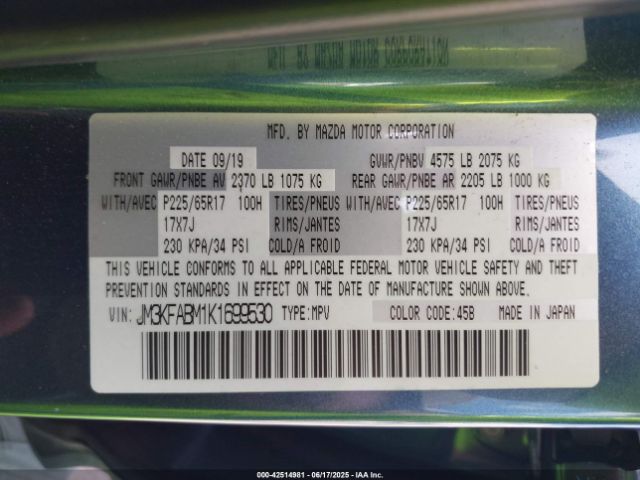 MFD. BY MAZDA MOTOR CORPORATION
DATE 09/19 GVWR/PNBV 4575 LB 2075 KG
FRONT GAWR/PNBE AV 2370 LB 1075 KG REAR GAWR/PNBE AR 2205 LB 1000 KG
WITH/AVEC P225/65R17 100H TIRES/PNEUS WITH/AVEC P225/65R17 100H TIRES/PNEUS
17X7J RIMS/JANTES 17X7J RIMS/JANTES
230 KPA/34 PSI COLD/A FROID 230 KPA/34 PSI COLD/A FROID
THIS VEHICLE CONFORMS TO ALL APPLICABLE FEDERAL MOTOR VEHICLE SAFETY AND THEFT
PREVENTION STANDARDS IN EFFECT ON THE DATE OF MANUFACTURE SHOWN ABOVE.
VIN: JM3KFABM1K1699530 TYPE:MPV COLOR CODE:45B MADE IN JAPAN
000-42514981 - 06/17/2025 - IAA Inc.